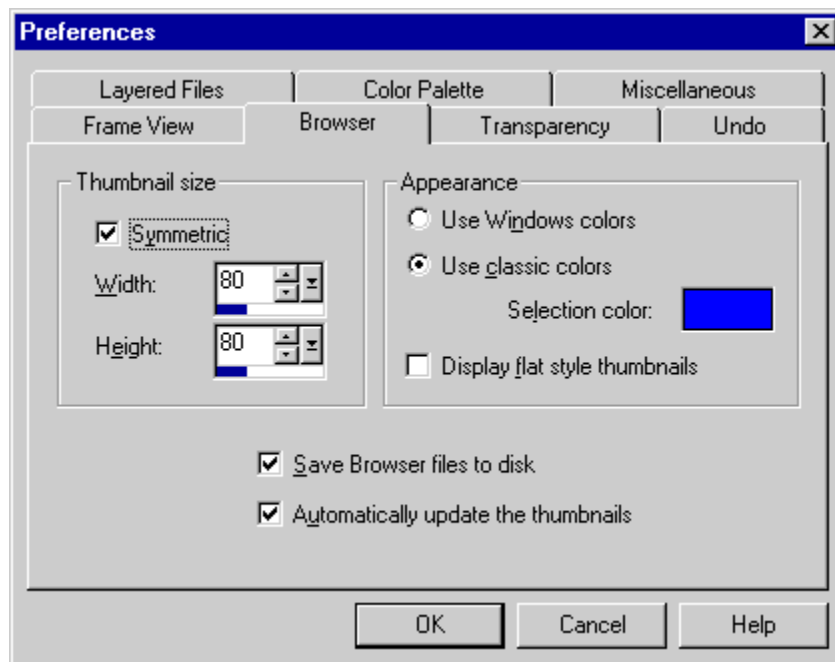 Preferences
Layered Files
Color Palette
Miscellaneous
Frame View
Browser
Transparency
Undo
Thumbnail size
Symmetric
Width: 80
Height: 80
Appearance
Use Windows colors
Use classic colors
Selection color:
Display flat style thumbnails
Save Browser files to disk
Automatically update the thumbnails
OK
Cancel
Help